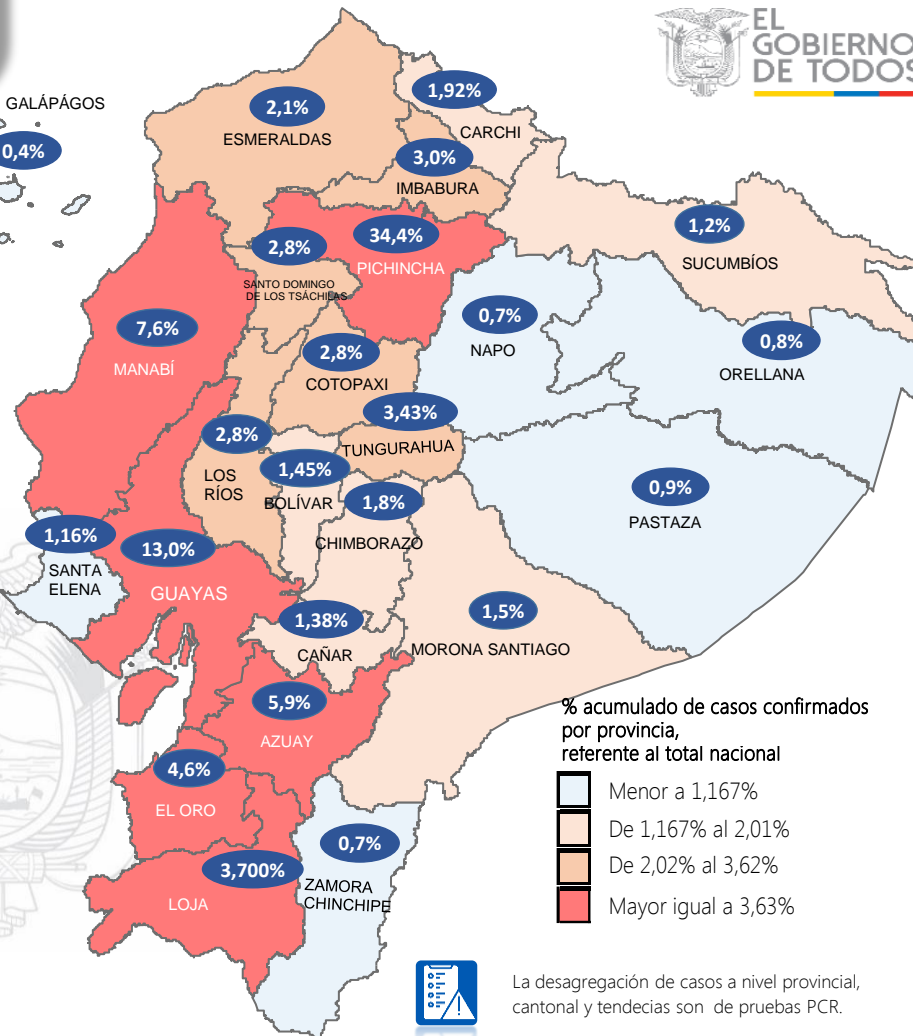 EL
GOBIERNO
DE TODOS
GALÁPÁGOS
0,4%
2,1%
ESMERALDAS
1,92%
CARCHI
3,0%
IMBABURA
1,2%
SUCUMBÍOS
34,4%
PICHINCHA
2,8%
SANTO DOMINGO
DE LOS TSÁCHILAS
7,6%
MANABÍ
0,7%
NAPO
0,8%
ORELLANA
2,8%
COTOPAXI
3,43%
TUNGURAHUA
2,8%
LOS
RÍOS
1,45%
BOLÍVAR
1,8%
CHIMBORAZO
0,9%
PASTAZA
1,16%
SANTA
ELENA
13,0%
GUAYAS
1,38%
CAÑAR
1,5%
MORONA SANTIAGO
5,9%
AZUAY
4,6%
EL ORO
3,700%
LOJA
0,7%
ZAMORA
CHINCHIPE
% acumulado de casos confirmados
por provincia,
referente al total nacional
Menor a 1,167%
De 1,167% al 2,01%
De 2,02% al 3,62%
Mayor igual a 3,63%
La desagregación de casos a nivel provincial,
cantonal y tendecias son de pruebas PCR.